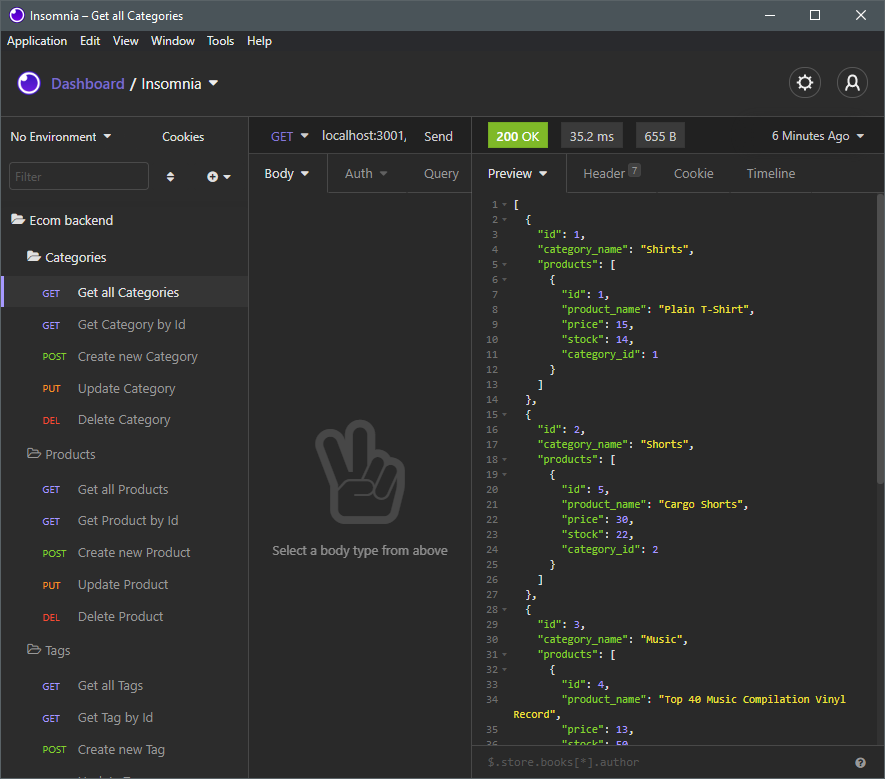 Insomnia – Get all Categories
Application Edit View Window Tools Help
Dashboard / Insomnia
No Environment Cookies
Filter
Ecom backend
Categories
GET Get all Categories
GET Get Category by Id
POST Create new Category
PUT Update Category
DEL Delete Category
Products
GET Get all Products
GET Get Product by Id
POST Create new Product
PUT Update Product
DEL Delete Product
Tags
GET Get all Tags
GET Get Tag by Id
POST Create new Tag
GET localhost:3001, Send
Body Auth Query
Select a body type from above
200 OK 35.2 ms 655 B 6 Minutes Ago
Preview Header 7 Cookie Timeline
1 [
2 {
3 "id": 1,
4 "category_name": "Shirts",
5 "products": [
6 {
7 "id": 1,
8 "product_name": "Plain T-Shirt",
9 "price": 15,
10 "stock": 14,
11 "category_id": 1
12 }
13 ]
14 },
15 {
16 "id": 2,
17 "category_name": "Shorts",
18 "products": [
19 {
20 "id": 5,
21 "product_name": "Cargo Shorts",
22 "price": 30,
23 "stock": 22,
24 "category_id": 2
25 }
26 ]
27 },
28 {
29 "id": 3,
30 "category_name": "Music",
31 "products": [
32 {
33 "id": 4,
34 "product_name": "Top 40 Music Compilation Vinyl
Record",
35 "price": 13,
36 "stock": 50
$.store.books[*].author